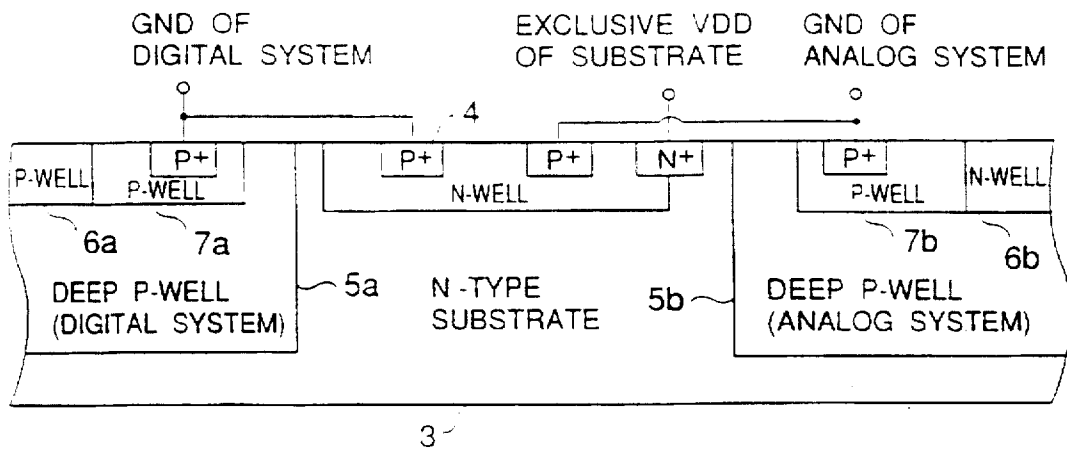 GND OF
DIGITAL SYSTEM
EXCLUSIVE VDD
OF SUBSTRATE
GND OF
ANALOG SYSTEM
4
P+
P+
P+
N+
P+
P-WELL
P-WELL
N-WELL
P-WELL
N-WELL
6a
7a
7b
6b
DEEP P-WELL
(DIGITAL SYSTEM)
5a
N-TYPE
SUBSTRATE
5b
DEEP P-WELL
(ANALOG SYSTEM)
3